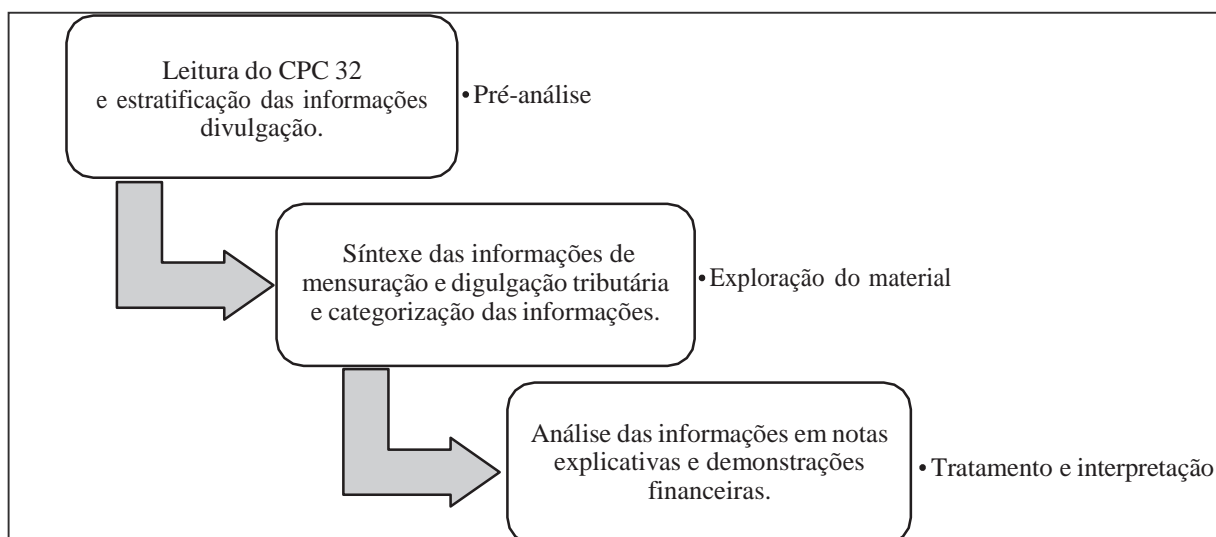 Leitura do CPC 32
e estratificação das informações
divulgação.
•Pré-análise
Síntexe das informações de
mensuração e digulgação tributária
e categorização das informações.
•Exploração do material
Análise das informações em notas
explicativas e demonstrações
financeiras.
•Tratamento e interpretação